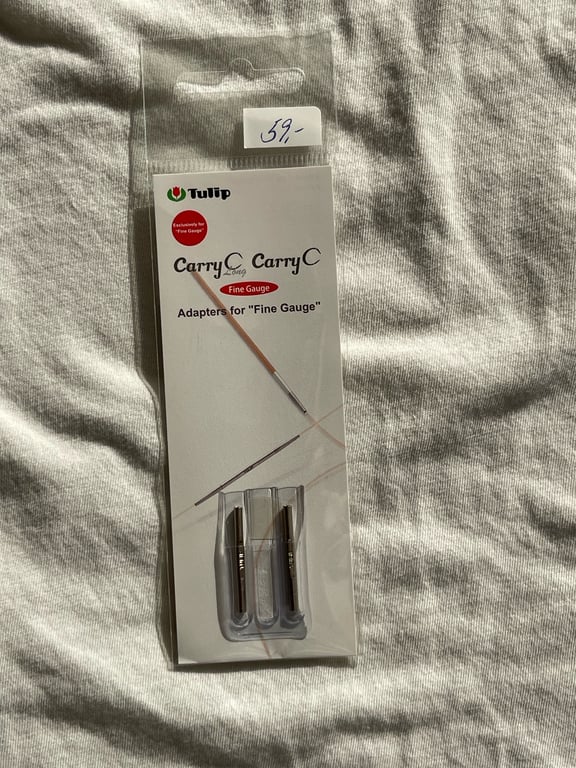 59,-
Tulip
Exclusively for
"Fine Gauge"
CarryC Long CarryC
Fine Gauge
Adapters for "Fine Gauge"